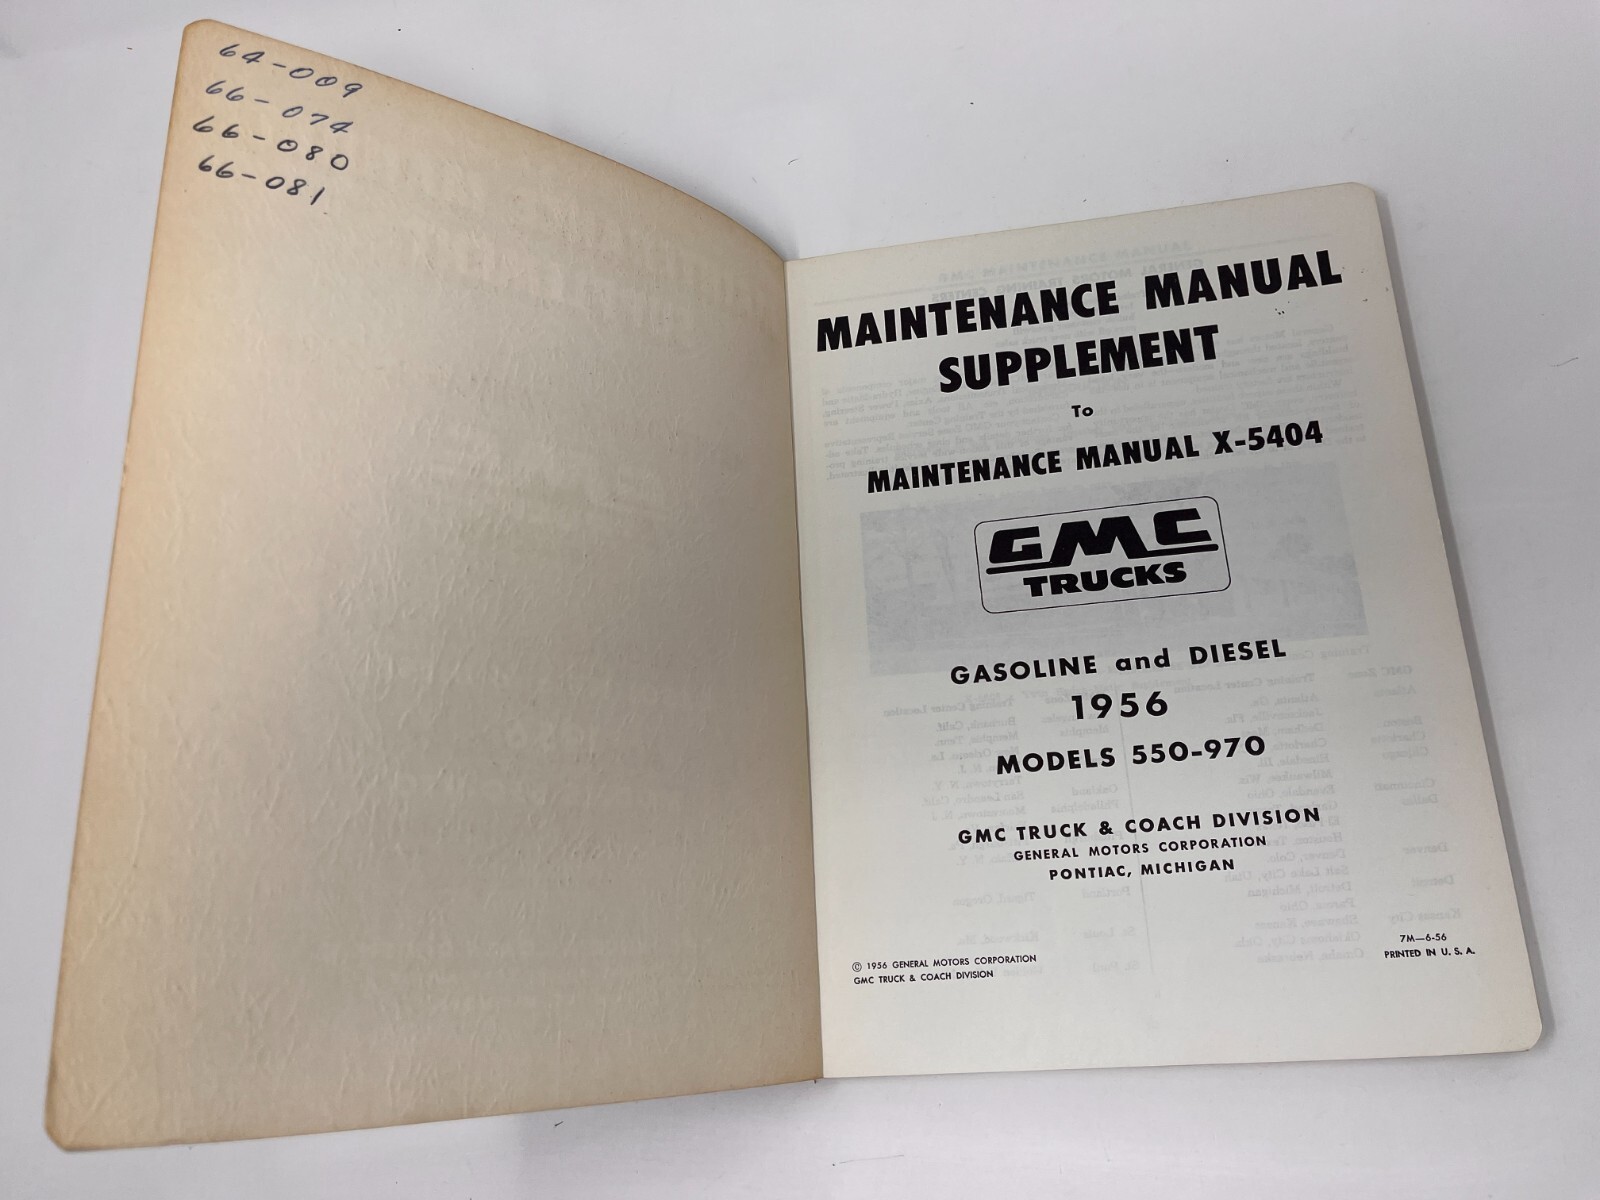 64-009
66-074
66-080
66-081
MAINTENANCE MANUAL
SUPPLEMENT
To
MAINTENANCE MANUAL X-5404
GMC
TRUCKS
GASOLINE and DIESEL
1956
MODELS 550-970
GMC TRUCK & COACH DIVISION
GENERAL MOTORS CORPORATION
PONTIAC, MICHIGAN
© 1956 GENERAL MOTORS CORPORATION
GMC TRUCK & COACH DIVISION
7M—6-56
PRINTED IN U. S. A.